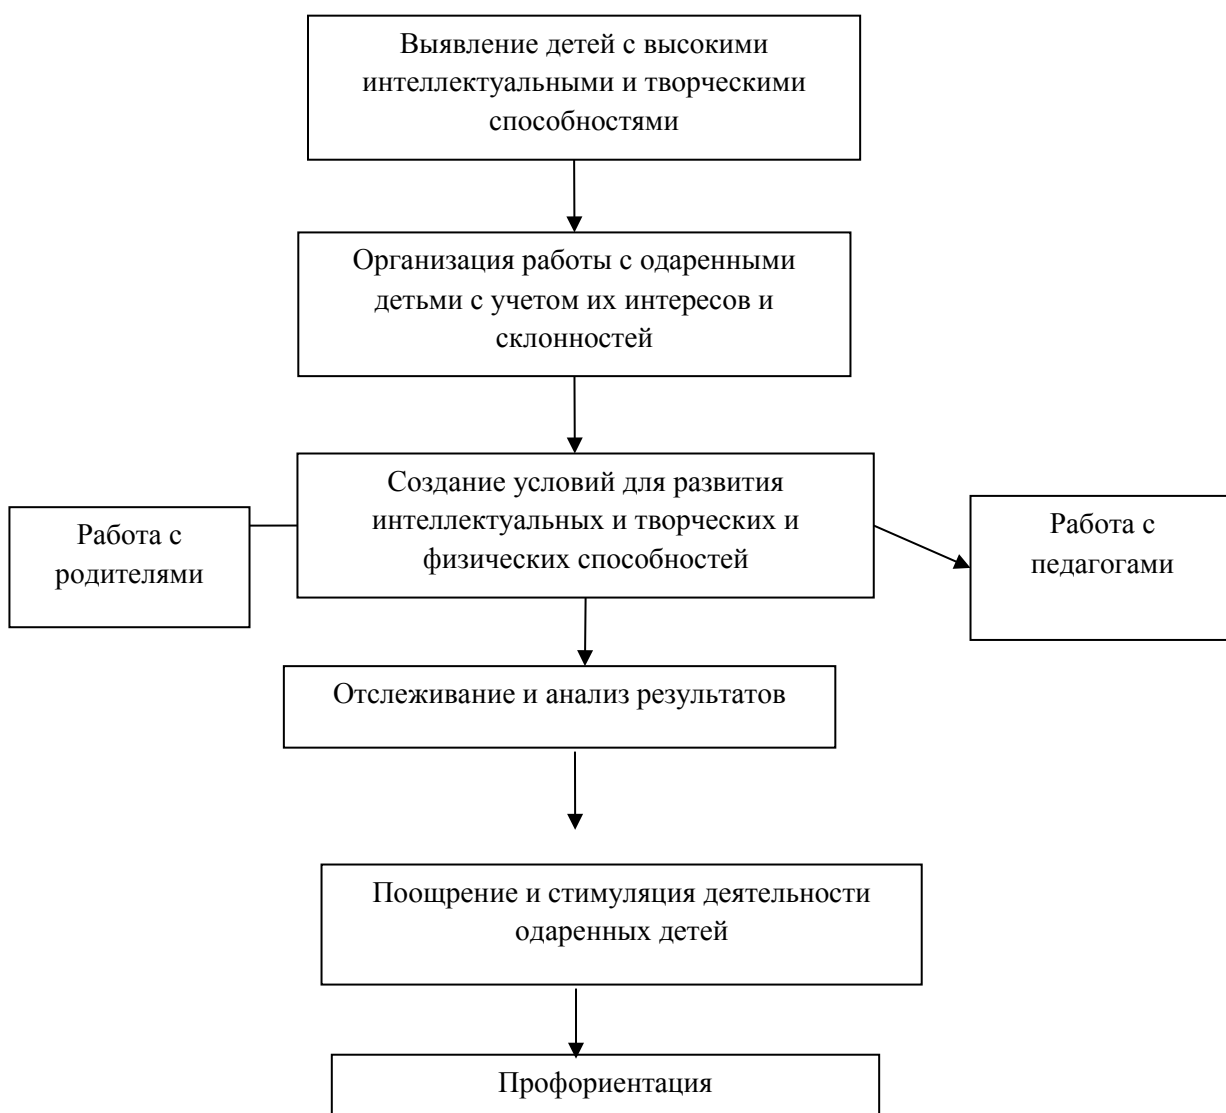 Выявление детей с высокими
интеллектуальными и творческими
способностями
Организация работы с одаренными
детьми с учетом их интересов и
склонностей
Создание условий для развития
интеллектуальных и творческих и
физических способностей
Работа с
родителями
Работа с
педагогами
Отслеживание и анализ результатов
Поощрение и стимуляция деятельности
одаренных детей
Профориентация